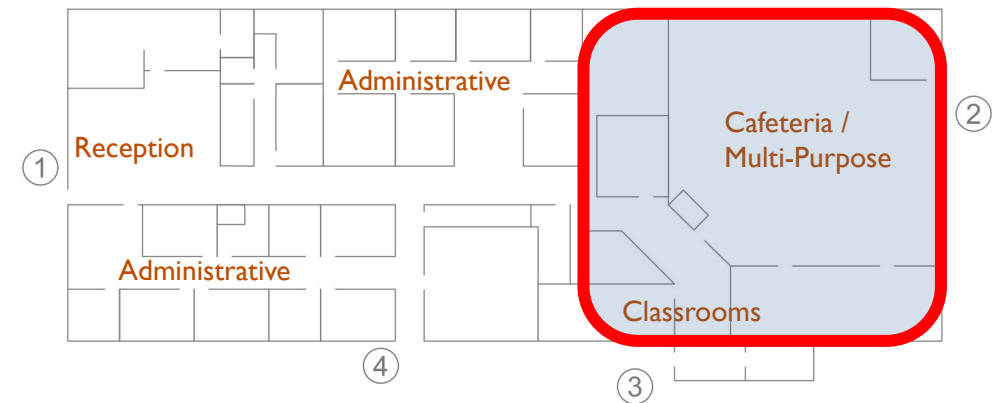 Administrative
Cafeteria /
Multi-Purpose
2
Reception
1
Administrative
Classrooms
4
3